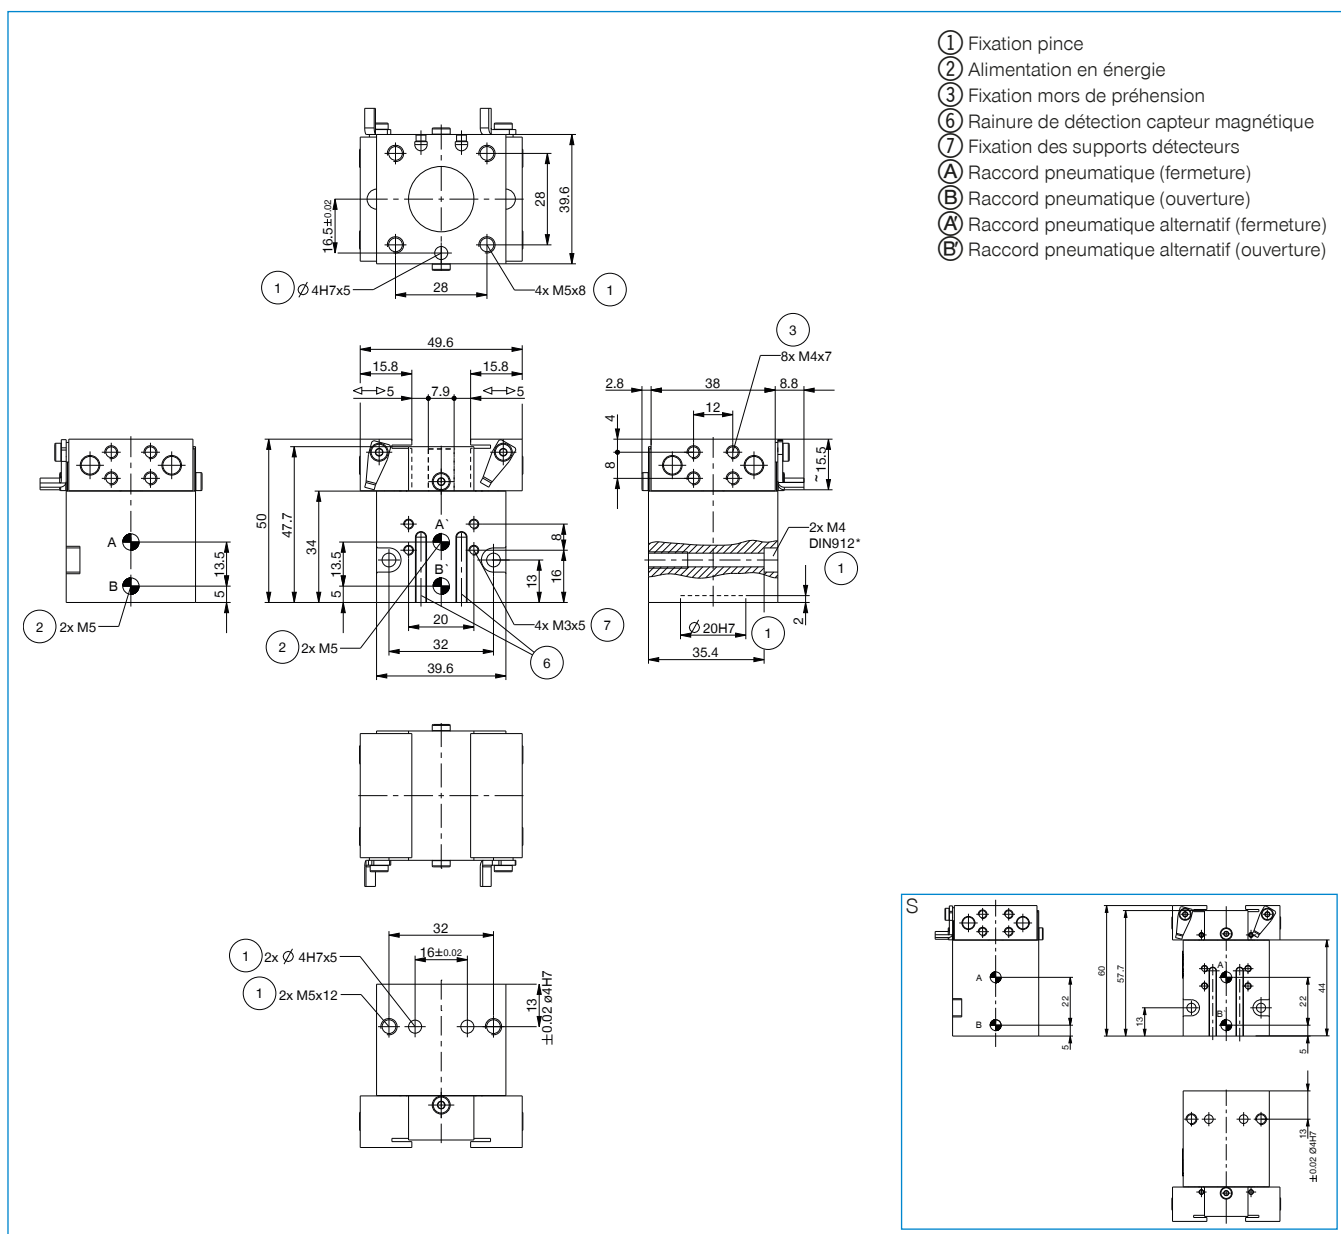 1 Fixation pince
2 Alimentation en énergie
3 Fixation mors de préhension
6 Rainure de détection capteur magnétique
7 Fixation des supports détecteurs
A Raccord pneumatique (fermeture)
B Raccord pneumatique (ouverture)
A' Raccord pneumatique alternatif (fermeture)
B' Raccord pneumatique alternatif (ouverture)
16.5±0.02
28
39.6
1 Ø 4H7x5
28
4x M5x8 1
49.6
15.8
15.8
5
7.9
5
50
47.7
34
13.5
5
A`
B`
8
16
13
20
32
39.6
2 2x M5
4x M3x5 7
6
A
B
13.5
5
2 2x M5
3
8x M4x7
2.8
38
8.8
12
4
8
~ 15.5
2x M4
DIN912*
1
Ø 20H7 1
2
35.4
32
16±0.02
1 2x Ø 4H7x5
1 2x M5x12
13
±0.02 ø4H7
S
A
B
22
5
60
57.7
13
A`
B`
22
44
5
13
±0.02 Ø4H7